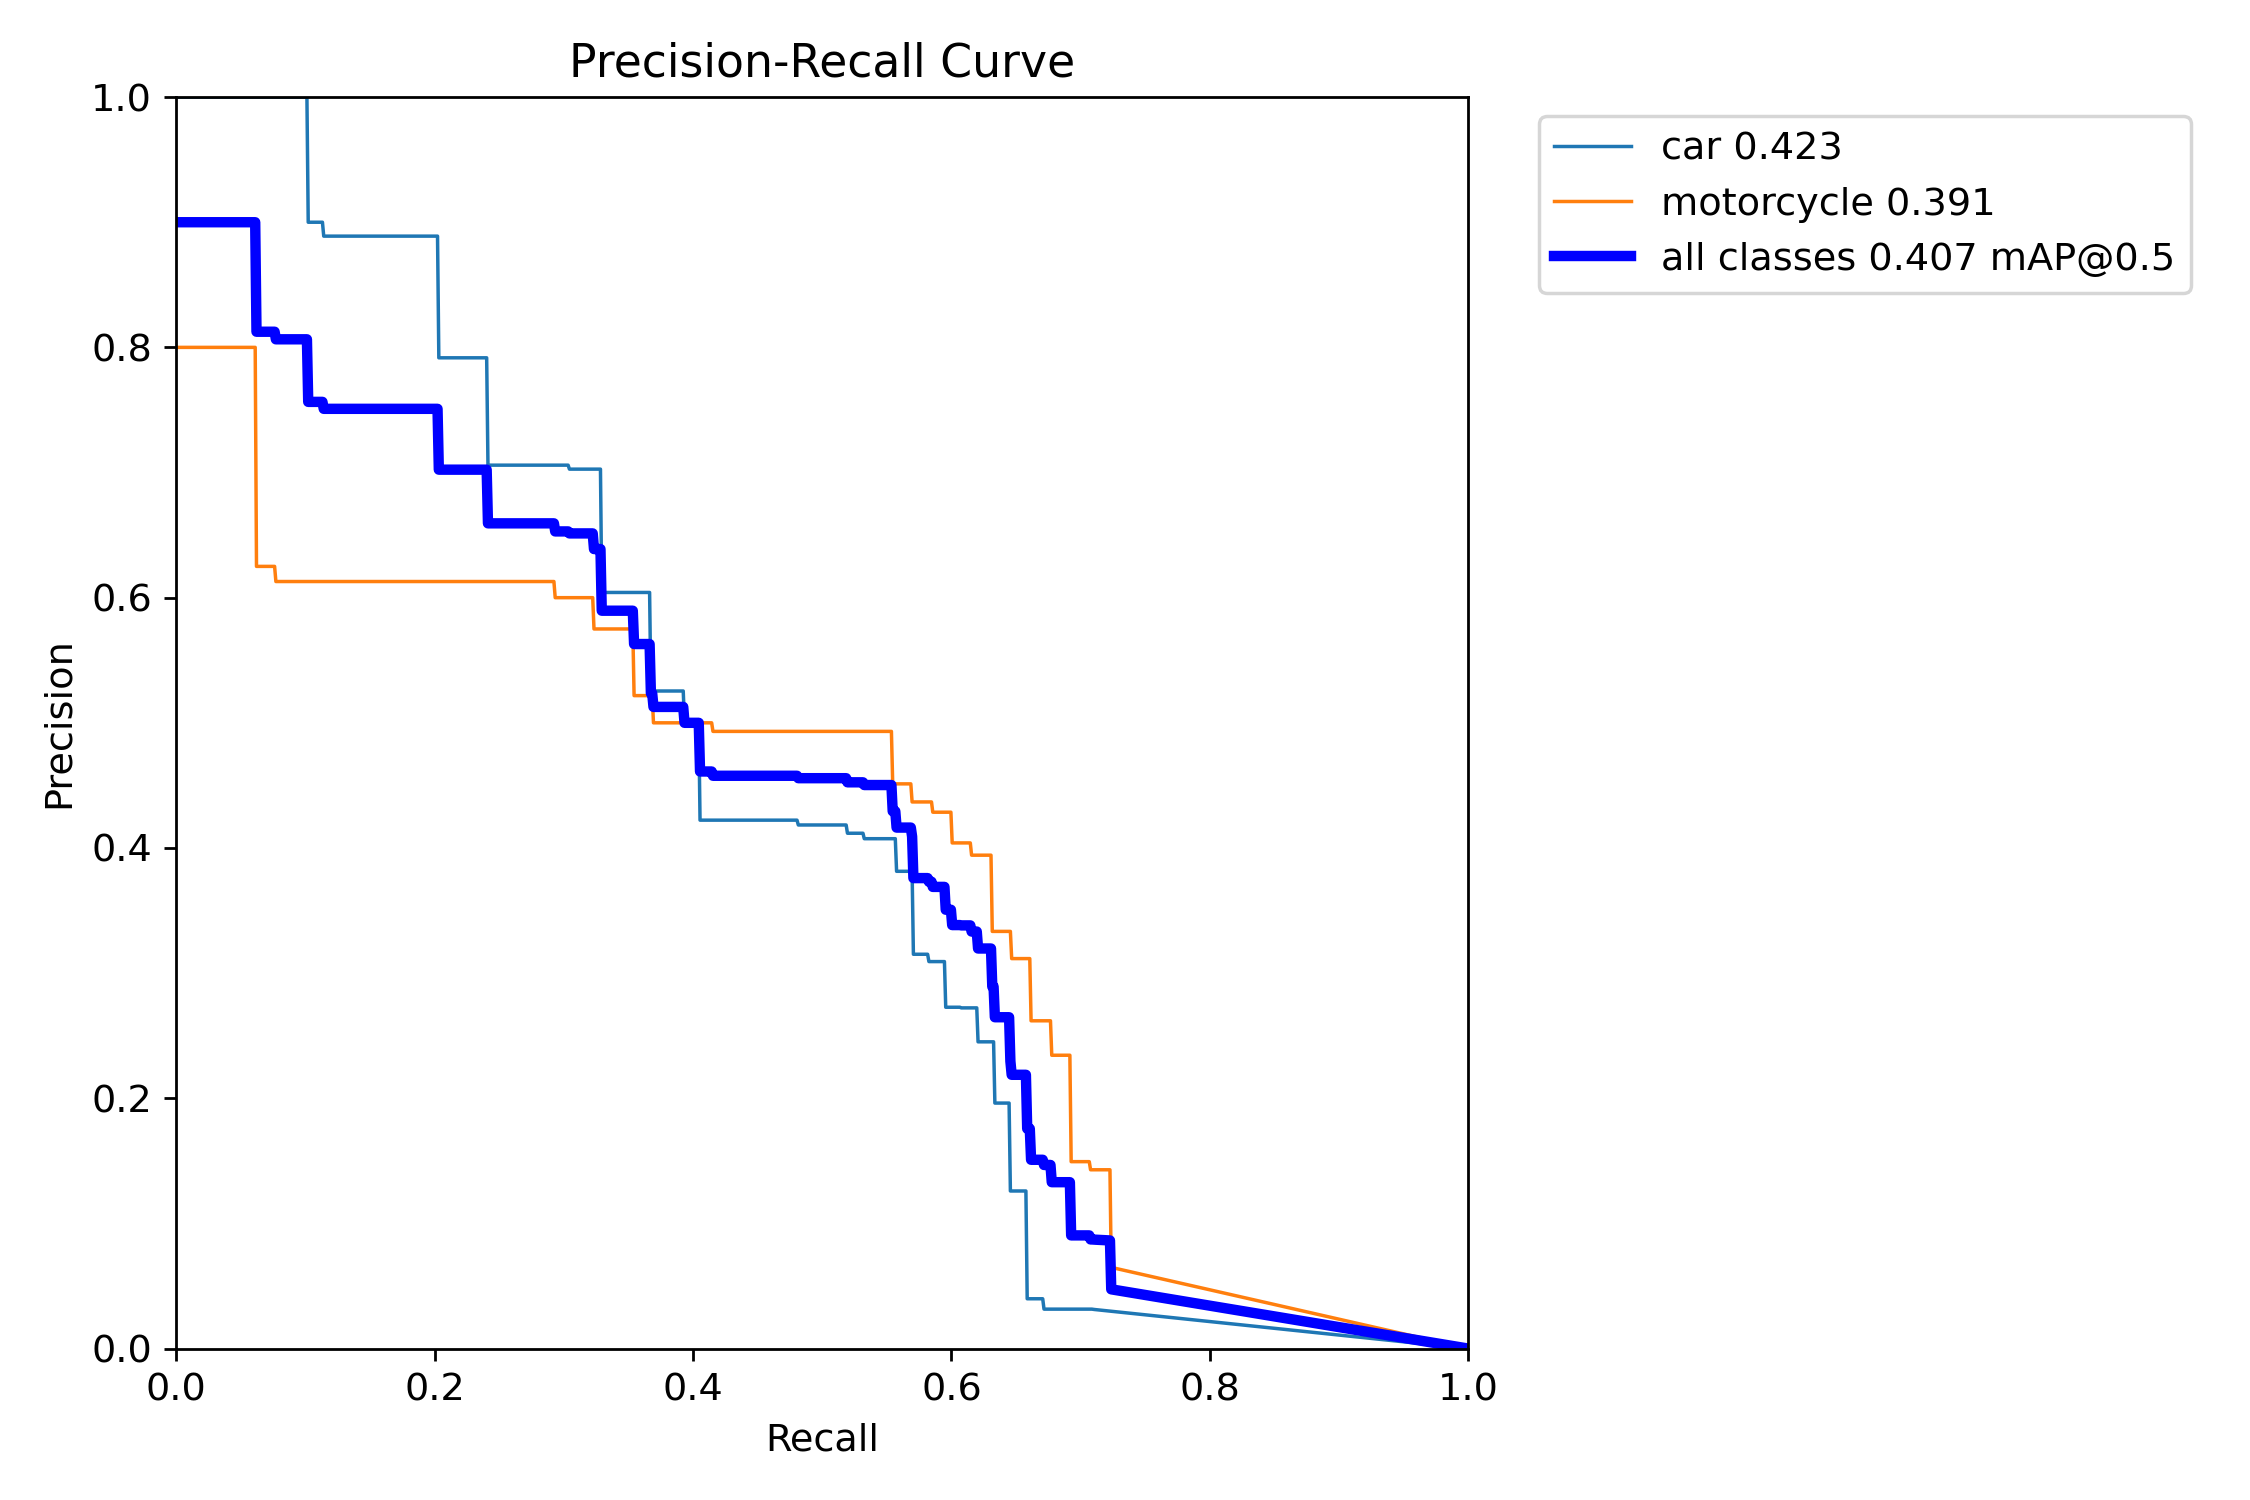 Precision-Recall Curve
1.0
0.8
0.6
0.4
0.2
0.0
Precision
0.0 0.2 0.4 0.6 0.8 1.0
Recall
car 0.423
motorcycle 0.391
all classes 0.407 mAP@0.5